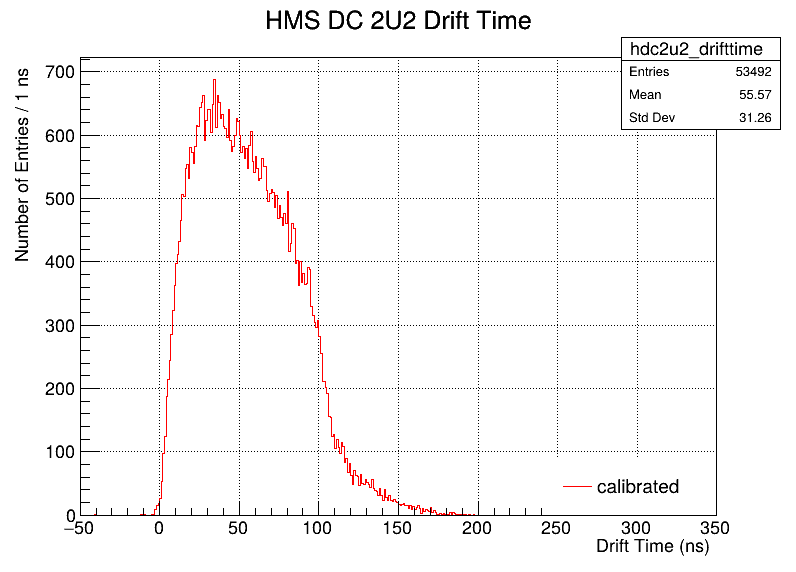 HMS DC 2U2 Drift Time
hdc2u2_drifttime
Entries 53492
Mean 55.57
Std Dev 31.26
Number of Entries / 1 ns
700
600
500
400
300
200
100
0
−50 0 50 100 150 200 250 300 350
Drift Time (ns)
calibrated